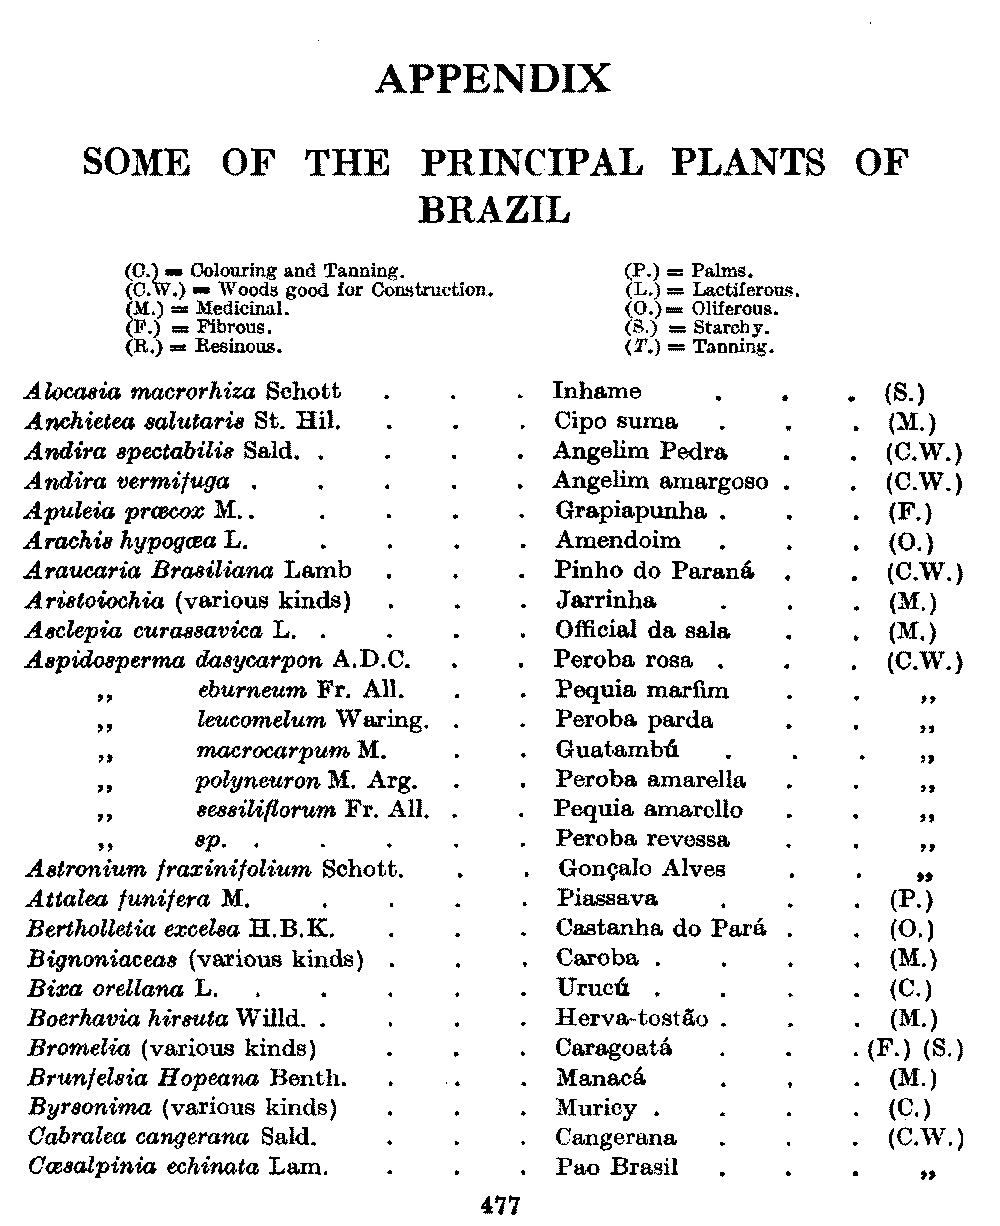 APPENDIX
SOME OF THE PRINCIPAL PLANTS OF
BRAZIL
(C.) = Colouring and Tanning. (P.) = Palms.
(C.W.) = Woods good for Construction. (L.) = Lactiferous.
(M.) = Medicinal. (O.) = Oliferous.
(F.) = Fibrous. (S.) = Starchy.
(R.) = Resinous. (T.) = Tanning.
Alocasia macrorhiza Schott . . . Inhame . . . (S.)
Anchietea salutaris St. Hil. . . . Cipo suma . . . (M.)
Andira spectabilis Sald. . . . . Angelim Pedra . . (C.W.)
Andira vermifuga . . . . . Angelim amargoso . . (C.W.)
Apuleia præcox M. . . . . . Grapiapunha . . . (F.)
Arachis hypogæa L. . . . . Amendoim . . . (O.)
Araucaria Brasiliana Lamb . . . Pinho do Paraná . . (C.W.)
Aristoiochia (various kinds) . . . Jarrinha . . . (M.)
Asclepia curassavica L. . . . . Official da sala . . (M.)
Aspidosperma dasycarpon A.D.C. . . Peroba rosa . . . (C.W.)
„ eburneum Fr. All. . . Pequia marfim . . „
„ leucomelum Waring. . . Peroba parda . . „
„ macrocarpum M. . . Guatambú . . . „
„ polyneuron M. Arg. . . Peroba amarella . . „
„ sessiliflorum Fr. All. . . Pequia amarello . . „
„ sp. . . . . . Peroba revessa . . „
Astronium fraxinifolium Schott. . . Gonçalo Alves . . „
Attalea funifera M. . . . . Piassava . . . (P.)
Bertholletia excelsa H.B.K. . . . Castanha do Pará . . (O.)
Bignoniaceas (various kinds) . . . Caroba . . . . (M.)
Bixa orellana L. . . . . . Urucú . . . . (C.)
Boerhavia hirsuta Willd. . . . . Herva-tostão . . . (M.)
Bromelia (various kinds) . . . Caragoatá . . . (F.) (S.)
Brunfelsia Hopeana Benth. . . . Manacá . . . (M.)
Byrsonima (various kinds) . . . Muricy . . . . (C.)
Cabralea cangerana Sald. . . . Cangerana . . . (C.W.)
Cæsalpinia echinata Lam. . . . Pao Brasil . . . „
477